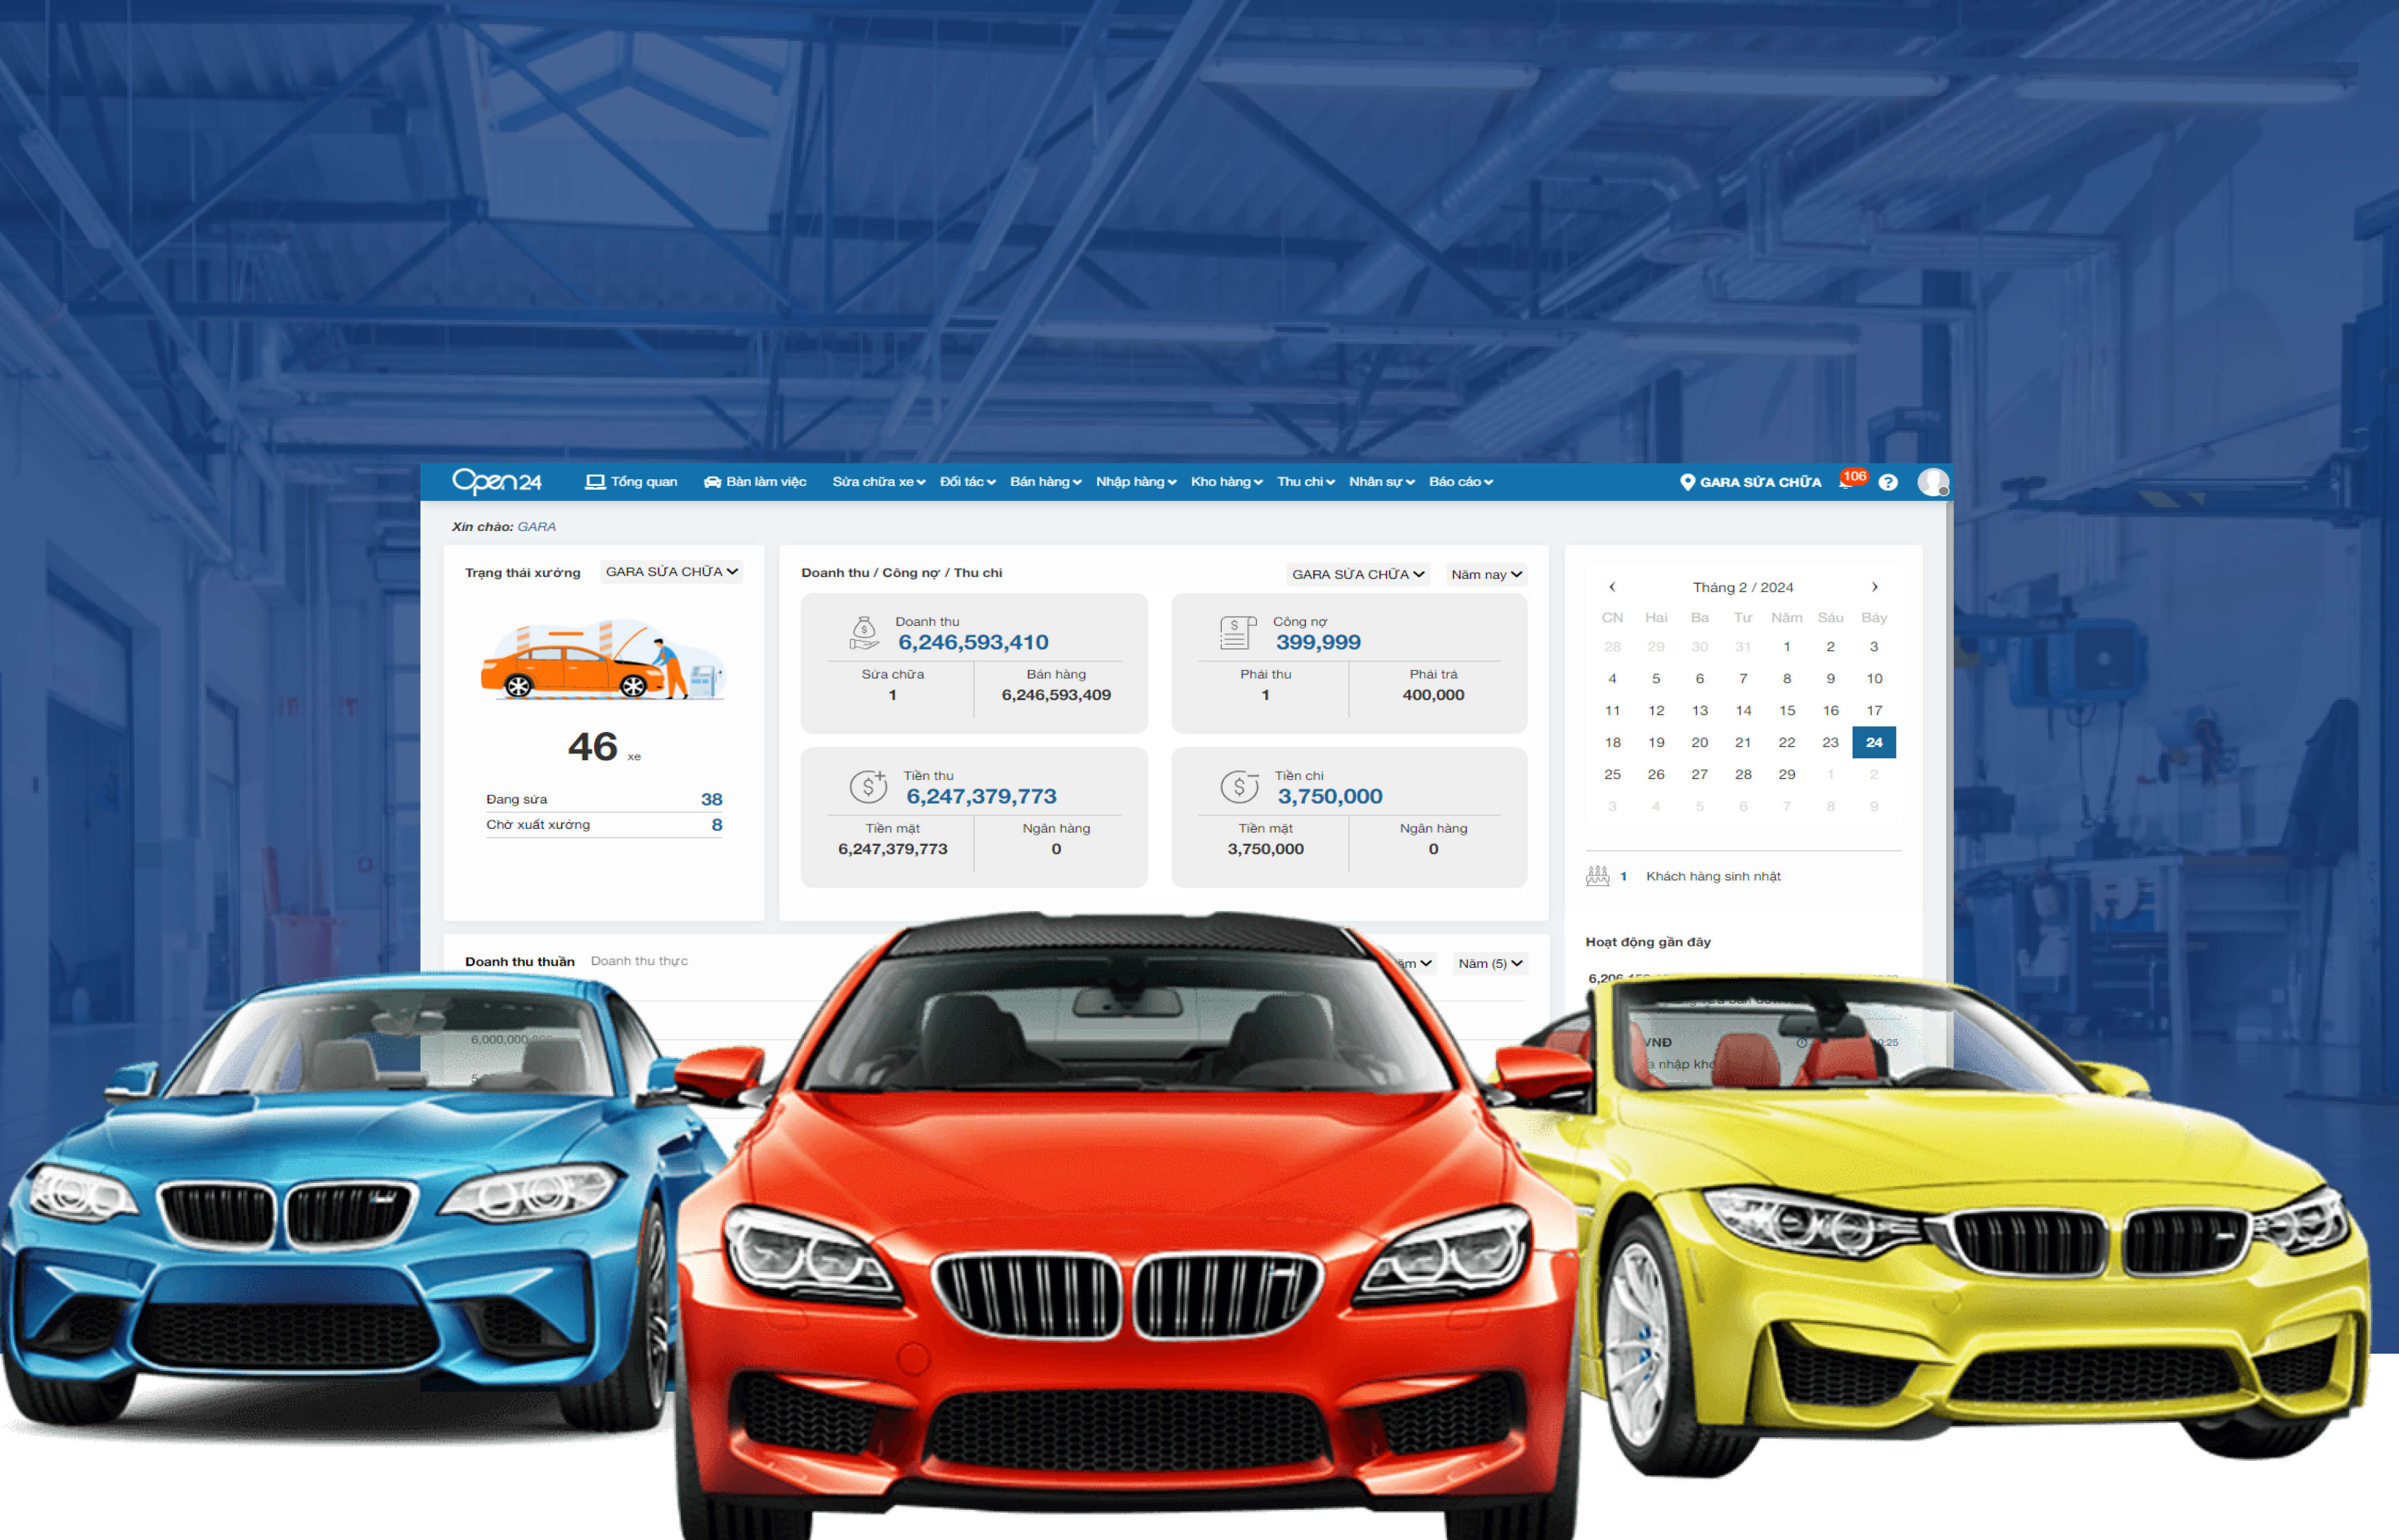 Open24 Tổng quan Bàn làm việc Sửa chữa xe Đối tác Bán hàng Nhập hàng Kho hàng Thu chi Nhân sự Báo cáo GARA SỬA CHỮA 106 ?
Xin chào: GARA
Trạng thái xưởng GARA SỬA CHỮA
46 xe
Đang sửa 38
Chờ xuất xưởng 8
Doanh thu / Công nợ / Thu chi GARA SỬA CHỮA Năm nay
Doanh thu
6,246,593,410
Sửa chữa Bán hàng
1 6,246,593,409
Công nợ
399,999
Phải thu Phải trả
1 400,000
Tiền thu
6,247,379,773
Tiền mặt Ngân hàng
6,247,379,773 0
Tiền chi
3,750,000
Tiền mặt Ngân hàng
3,750,000 0
Tháng 2 / 2024
CN Hai Ba Tư Năm Sáu Bảy
28 29 30 31 1 2 3
4 5 6 7 8 9 10
11 12 13 14 15 16 17
18 19 20 21 22 23 24
25 26 27 28 29 1 2
3 4 5 6 7 8 9
1 Khách hàng sinh nhật
Doanh thu thuần Doanh thu thực Năm (5)
6,000,000,000
Hoạt động gần đây
VNĐ
nhập